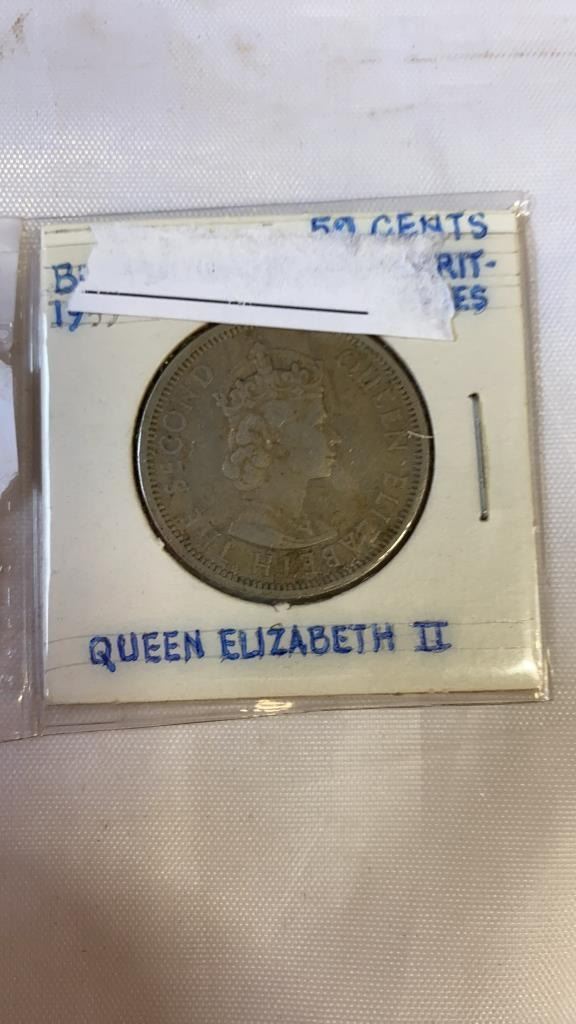 50 CENTS
RIT-
ES
QUEEN ELIZABETH THE SECOND
QUEEN ELIZABETH II